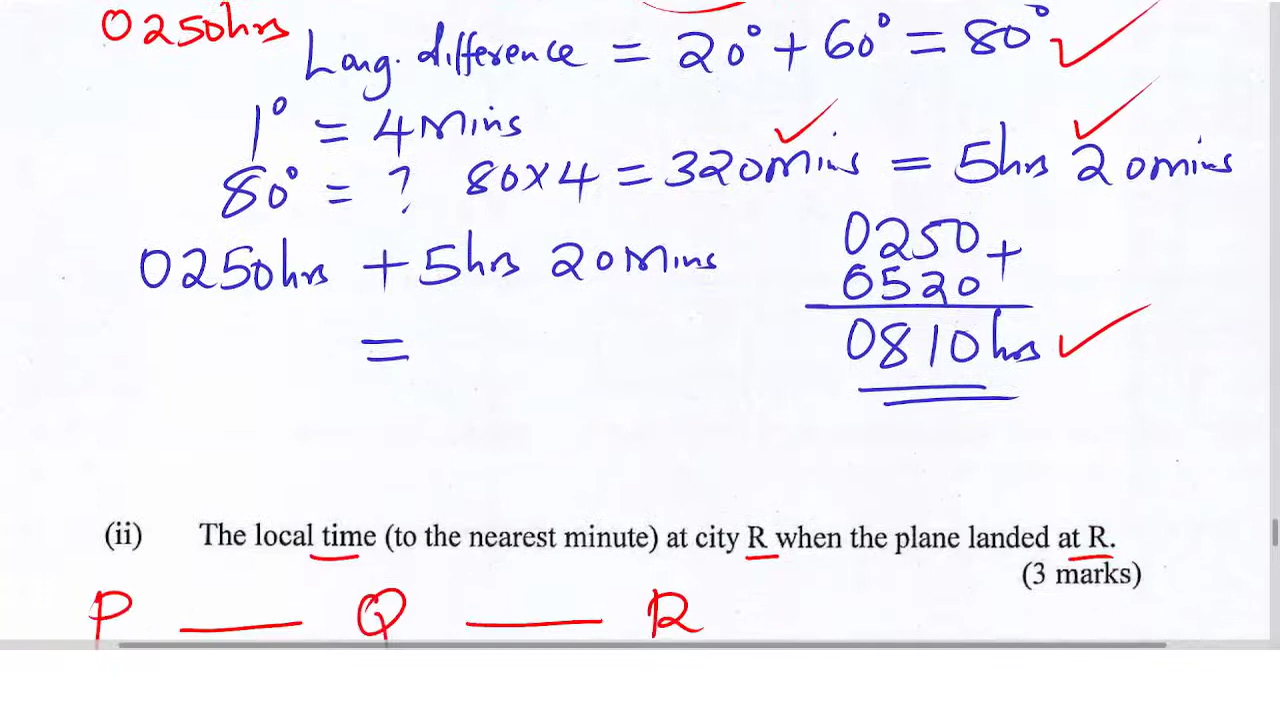 0250hrs
Long. difference = 20° + 60° = 80°
1° = 4Mins
80° = ? 80×4 = 320Mins = 5hrs 20mins
0250hrs + 5hrs 20Mins
=
0250 +
0520
0810hrs
(ii) The local time (to the nearest minute) at city R when the plane landed at R.
(3 marks)
P — Q — R